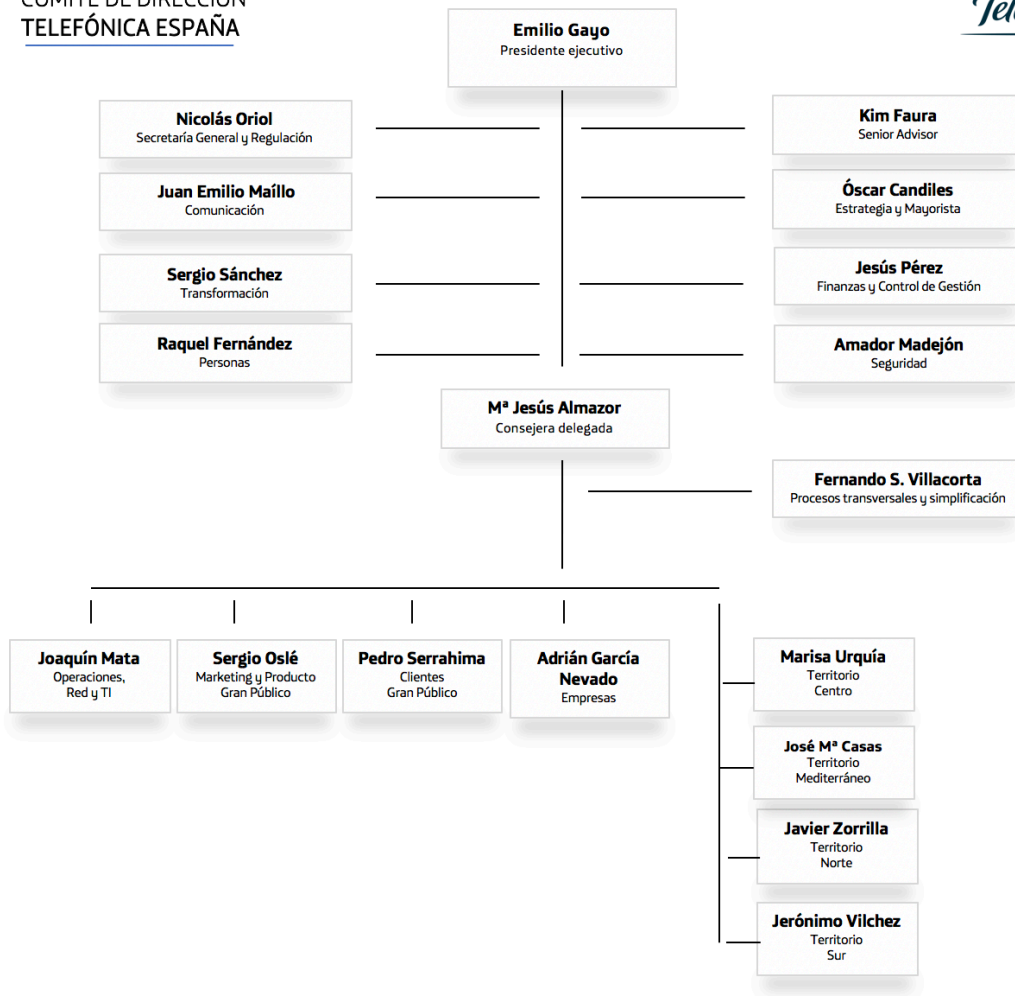 COMITÉ DE DIRECCIÓN
TELEFÓNICA ESPAÑA
Emilio Gayo
Presidente ejecutivo
Nicolás Oriol
Secretaría General y Regulación
Kim Faura
Senior Advisor
Juan Emilio Maíllo
Comunicación
Óscar Candiles
Estrategia y Mayorista
Sergio Sánchez
Transformación
Jesús Pérez
Finanzas y Control de Gestión
Raquel Fernández
Personas
Amador Madejón
Seguridad
Mª Jesús Almazor
Consejera delegada
Fernando S. Villacorta
Procesos transversales y simplificación
Joaquín Mata
Operaciones,
Red y TI
Sergio Oslé
Marketing y Producto
Gran Público
Pedro Serrahima
Clientes
Gran Público
Adrián García
Nevado
Empresas
Marisa Urquía
Territorio
Centro
José Mª Casas
Territorio
Mediterráneo
Javier Zorrilla
Territorio
Norte
Jerónimo Vilchez
Territorio
Sur